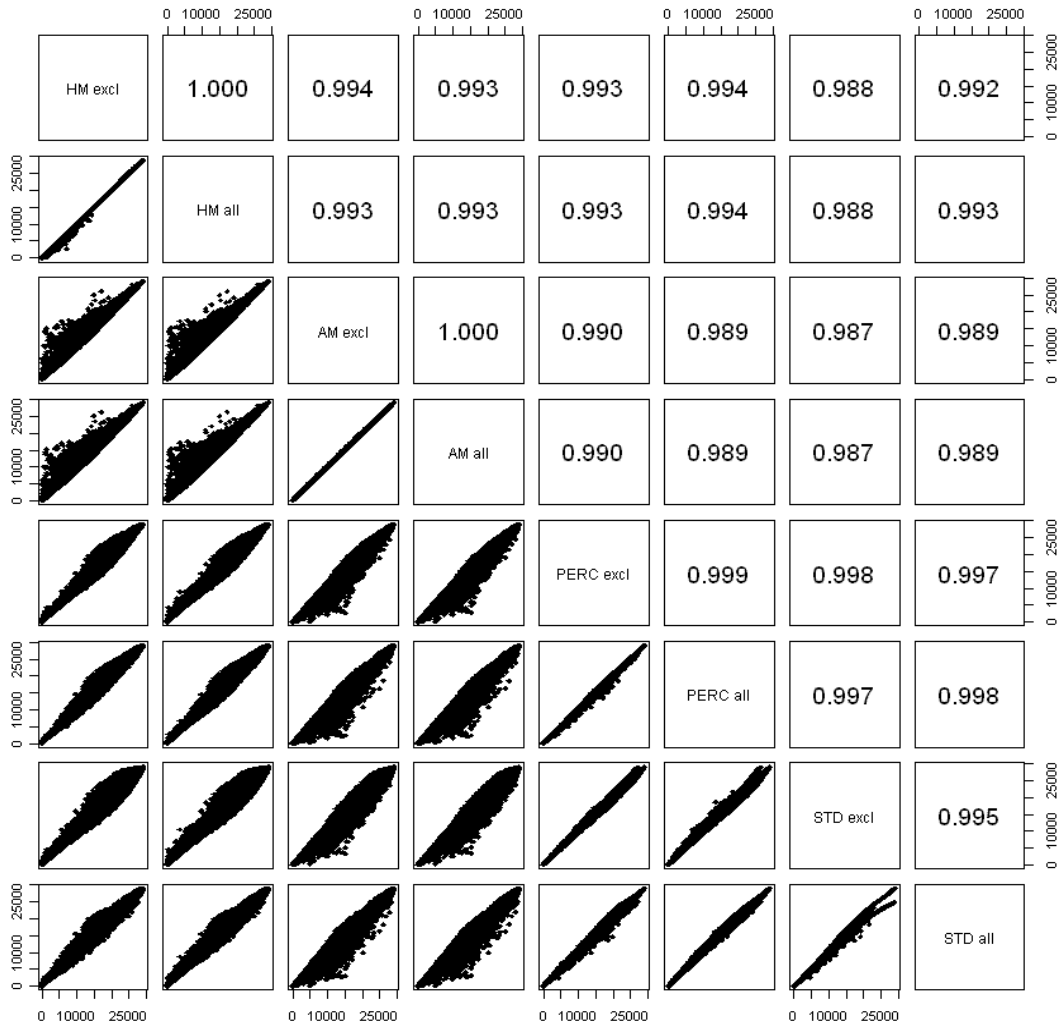 0 10000 25000 0 10000 25000 0 10000 25000 0 10000 25000
HM excl 1.000 0.994 0.993 0.993 0.994 0.988 0.992 0 10000 25000
0 10000 25000 HM all 0.993 0.993 0.993 0.994 0.988 0.993
AM excl 1.000 0.990 0.989 0.987 0.989 0 10000 25000
0 10000 25000 AM all 0.990 0.989 0.987 0.989
PERC excl 0.999 0.998 0.997 0 10000 25000
0 10000 25000 PERC all 0.997 0.998
STD excl 0.995 0 10000 25000
0 10000 25000 STD all
0 10000 25000 0 10000 25000 0 10000 25000 0 10000 25000